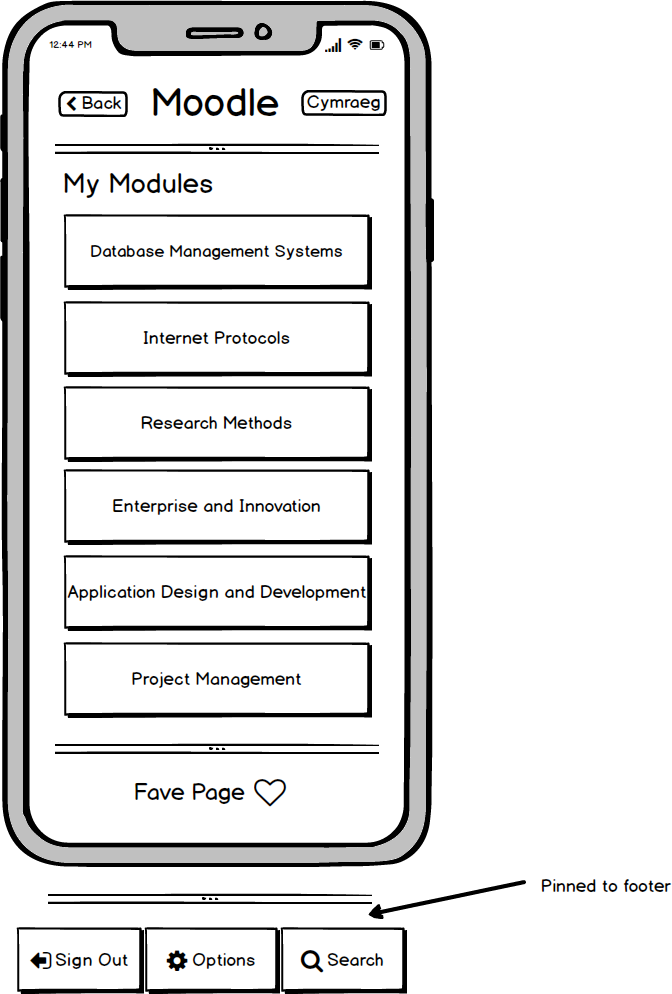 12:44 PM
Back
Moodle
Cymraeg
My Modules
Database Management Systems
Internet Protocols
Research Methods
Enterprise and Innovation
Application Design and Development
Project Management
Fave Page
Pinned to footer
Sign Out
Options
Search